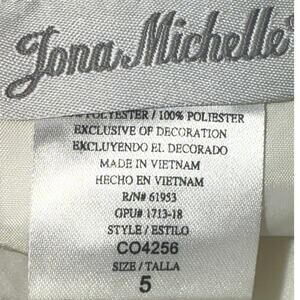 Jona Michelle
POLYESTER / 100% POLIESTER
EXCLUSIVE OF DECORATION
EXCLUYENDO EL DECORADO
MADE IN VIETNAM
HECHO EN VIETNAM
R/N# 61953
GPU# 1713-18
STYLE / ESTILO
CO4256
SIZE / TALLA
5